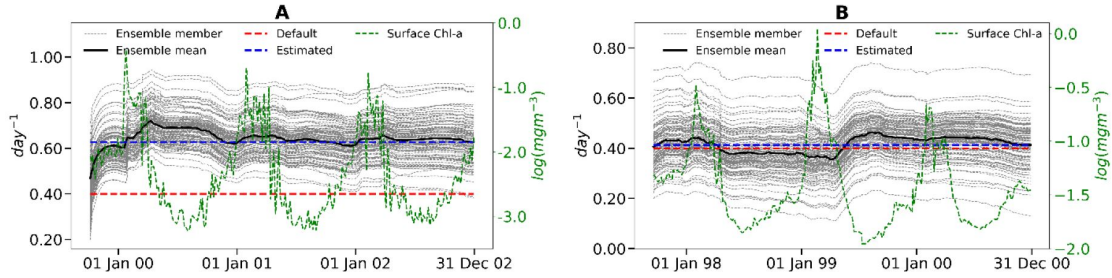 A
Ensemble member
Ensemble mean
Default
Estimated
Surface Chl-a
day⁻¹
1.00
0.80
0.60
0.40
0.20
0.0
−1.0
−2.0
−3.0
log(mgm⁻³)
01 Jan 00
01 Jan 01
01 Jan 02
31 Dec 02
B
Ensemble member
Ensemble mean
Default
Estimated
Surface Chl-a
day⁻¹
0.80
0.60
0.40
0.20
0.00
0.0
−0.5
−1.0
−1.5
−2.0
log(mgm⁻³)
01 Jan 98
01 Jan 99
01 Jan 00
31 Dec 00